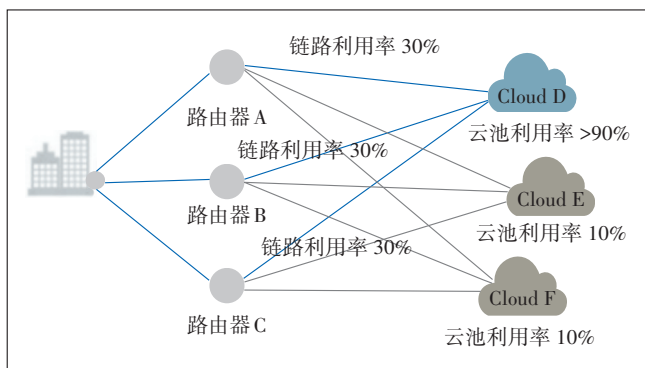 链路利用率 30%
Cloud D
路由器 A
云池利用率 >90%
链路利用率 30%
Cloud E
路由器 B
云池利用率 10%
链路利用率 30%
Cloud F
路由器 C
云池利用率 10%